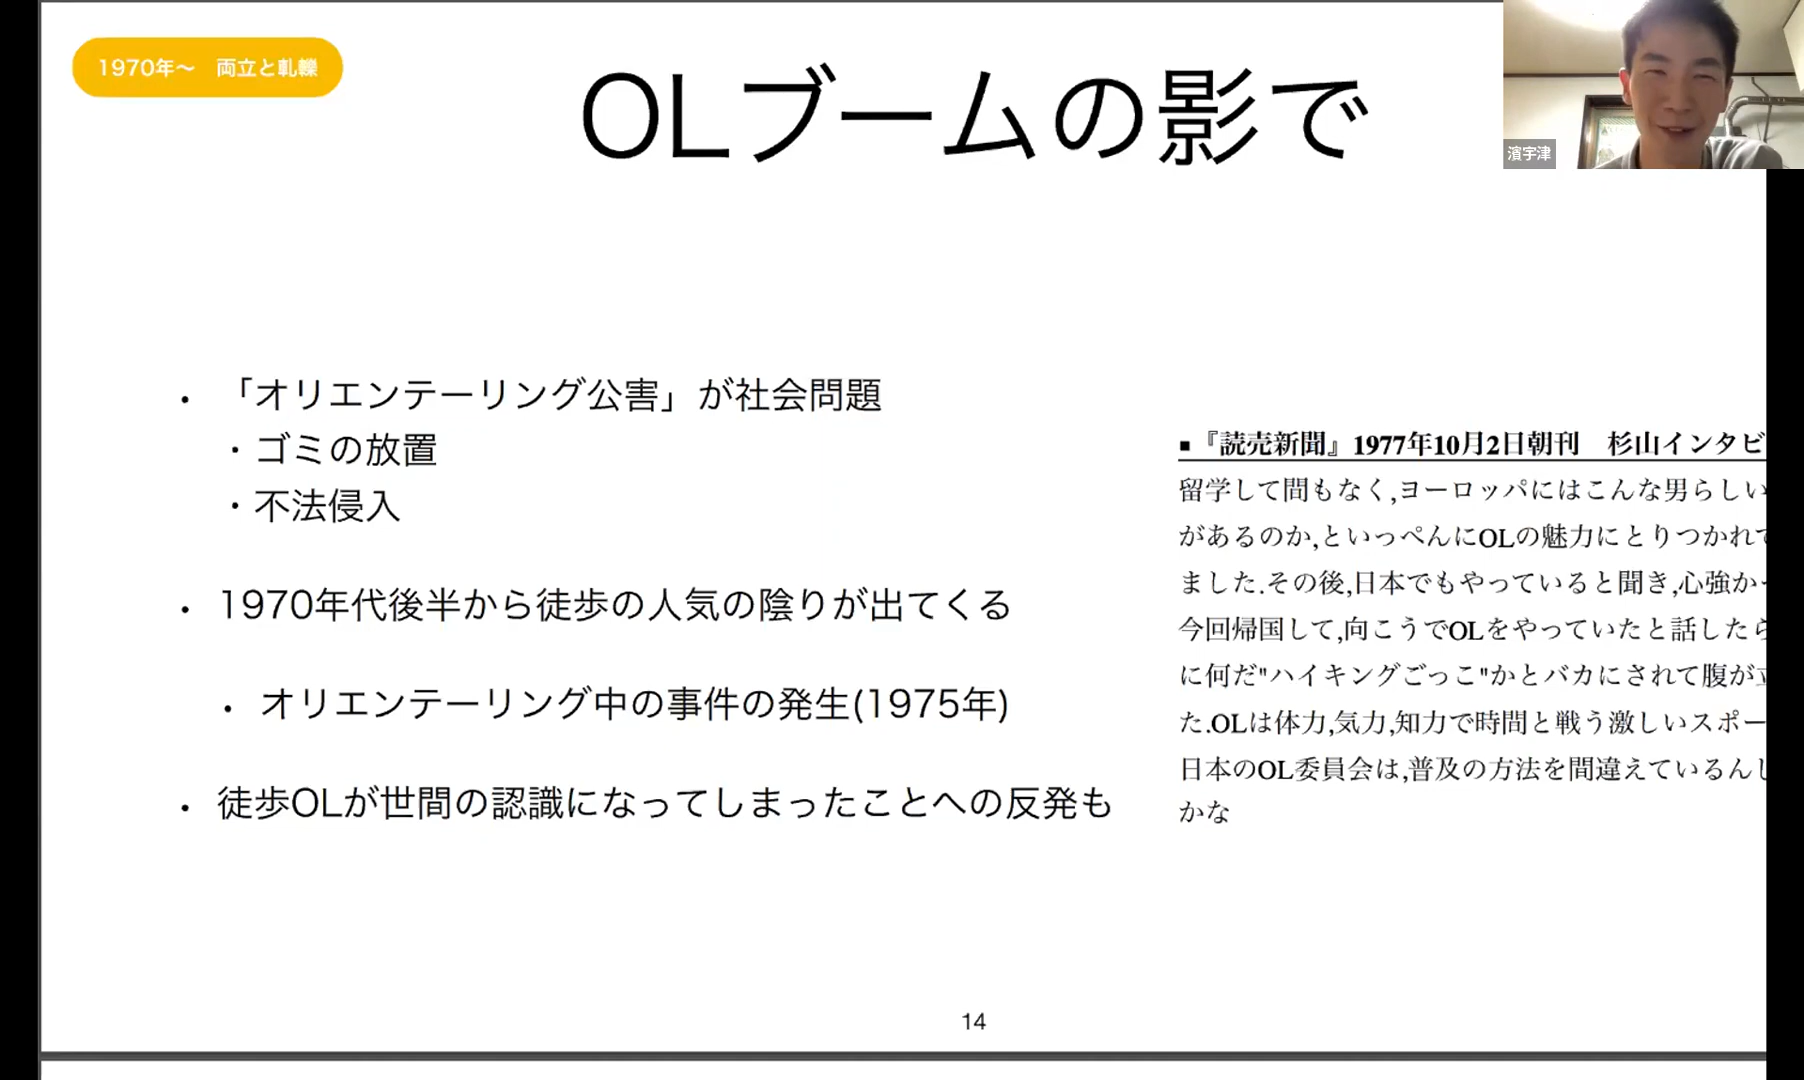 1970年〜　両立と軋轢
OLブームの影で
濱宇津
・「オリエンテーリング公害」が社会問題
・ゴミの放置
・不法侵入
・1970年代後半から徒歩の人気の陰りが出てくる
・オリエンテーリング中の事件の発生(1975年)
・徒歩OLが世間の認識になってしまったことへの反発も
■『読売新聞』1977年10月2日朝刊　杉山インタビ
留学して間もなく,ヨーロッパにはこんな男らしい
があるのか,といっぺんにOLの魅力にとりつかれて
ました.その後,日本でもやっていると聞き,心強か
今回帰国して,向こうでOLをやっていたと話したら
に何だ"ハイキングごっこ"かとバカにされて腹が立
た.OLは体力,気力,知力で時間と戦う激しいスポー
日本のOL委員会は,普及の方法を間違えているんじ
かな
14